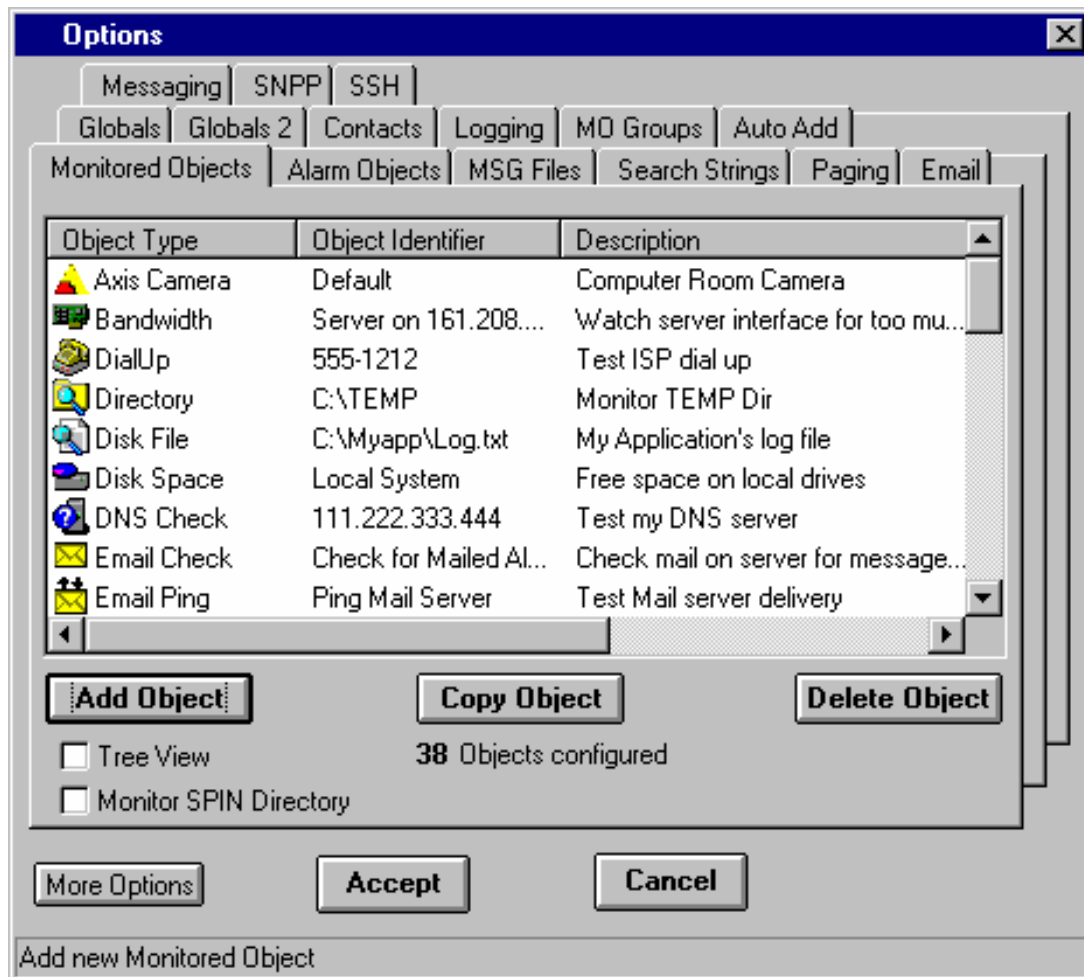 Options
Messaging SNPP SSH
Globals Globals 2 Contacts Logging MO Groups Auto Add
Monitored Objects Alarm Objects MSG Files Search Strings Paging Email
Object Type Object Identifier Description
Axis Camera Default Computer Room Camera
Bandwidth Server on 161.208.... Watch server interface for too mu...
DialUp 555-1212 Test ISP dial up
Directory C:\TEMP Monitor TEMP Dir
Disk File C:\Myapp\Log.txt My Application's log file
Disk Space Local System Free space on local drives
DNS Check 111.222.333.444 Test my DNS server
Email Check Check for Mailed Al... Check mail on server for message...
Email Ping Ping Mail Server Test Mail server delivery
Add Object Copy Object Delete Object
Tree View 38 Objects configured
Monitor SPIN Directory
More Options Accept Cancel
Add new Monitored Object